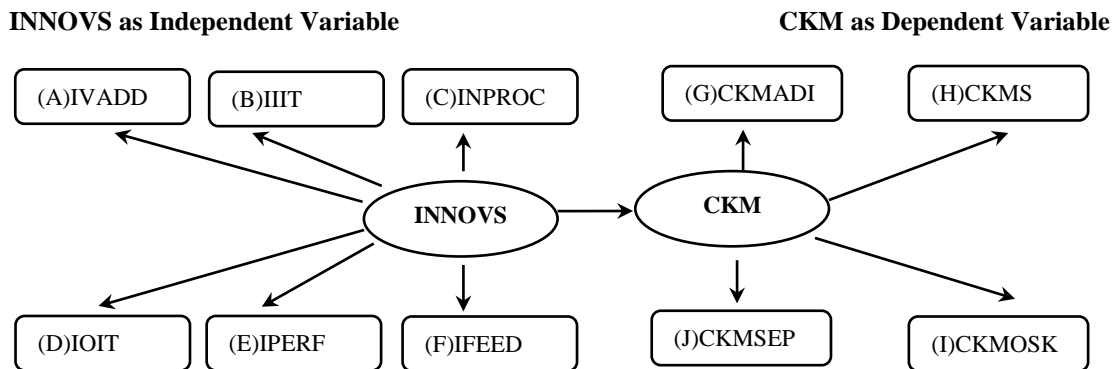 INNOVS as Independent Variable
CKM as Dependent Variable
(A)IVADD
(B)IIIT
(C)INPROC
(G)CKMADI
(H)CKMS
INNOVS
CKM
(D)IOIT
(E)IPERF
(F)IFEED
(J)CKMSEP
(I)CKMOSK